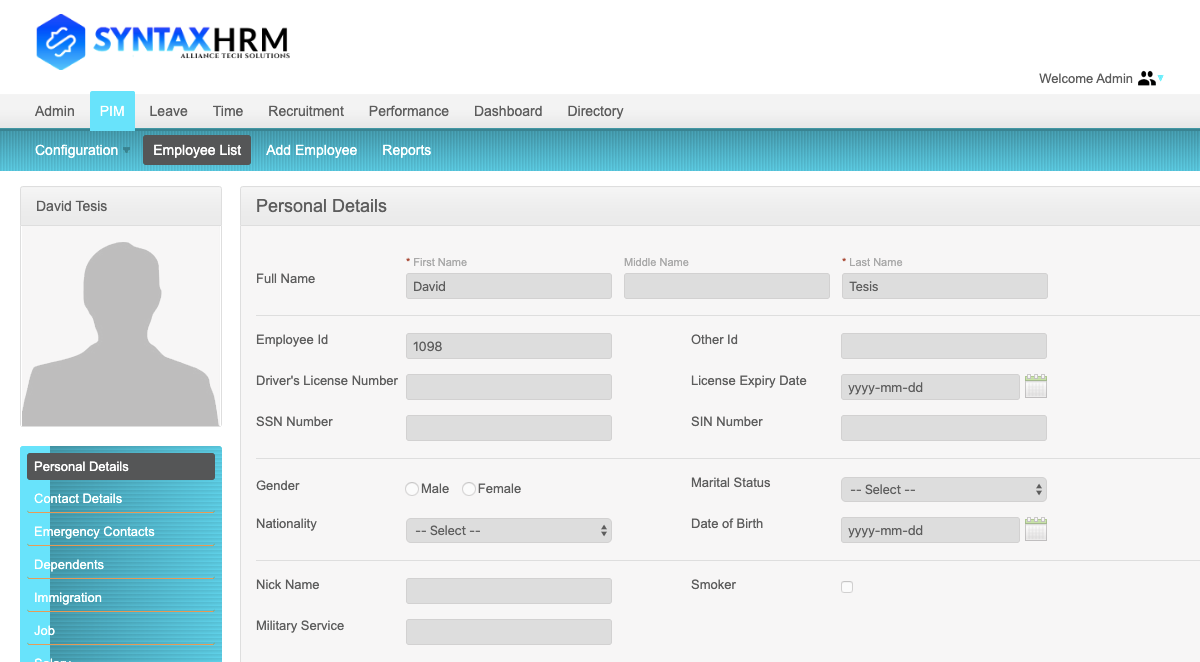 SYNTAXHRM
ALLIANCE TECH SOLUTIONS
Welcome Admin
Admin PIM Leave Time Recruitment Performance Dashboard Directory
Configuration Employee List Add Employee Reports
David Tesis
Personal Details
Full Name
* First Name Middle Name * Last Name
David Tesis
Employee Id 1098 Other Id
Driver's License Number License Expiry Date yyyy-mm-dd
SSN Number SIN Number
Gender Male Female Marital Status -- Select --
Nationality -- Select -- Date of Birth yyyy-mm-dd
Nick Name Smoker
Military Service
Personal Details
Contact Details
Emergency Contacts
Dependents
Immigration
Job